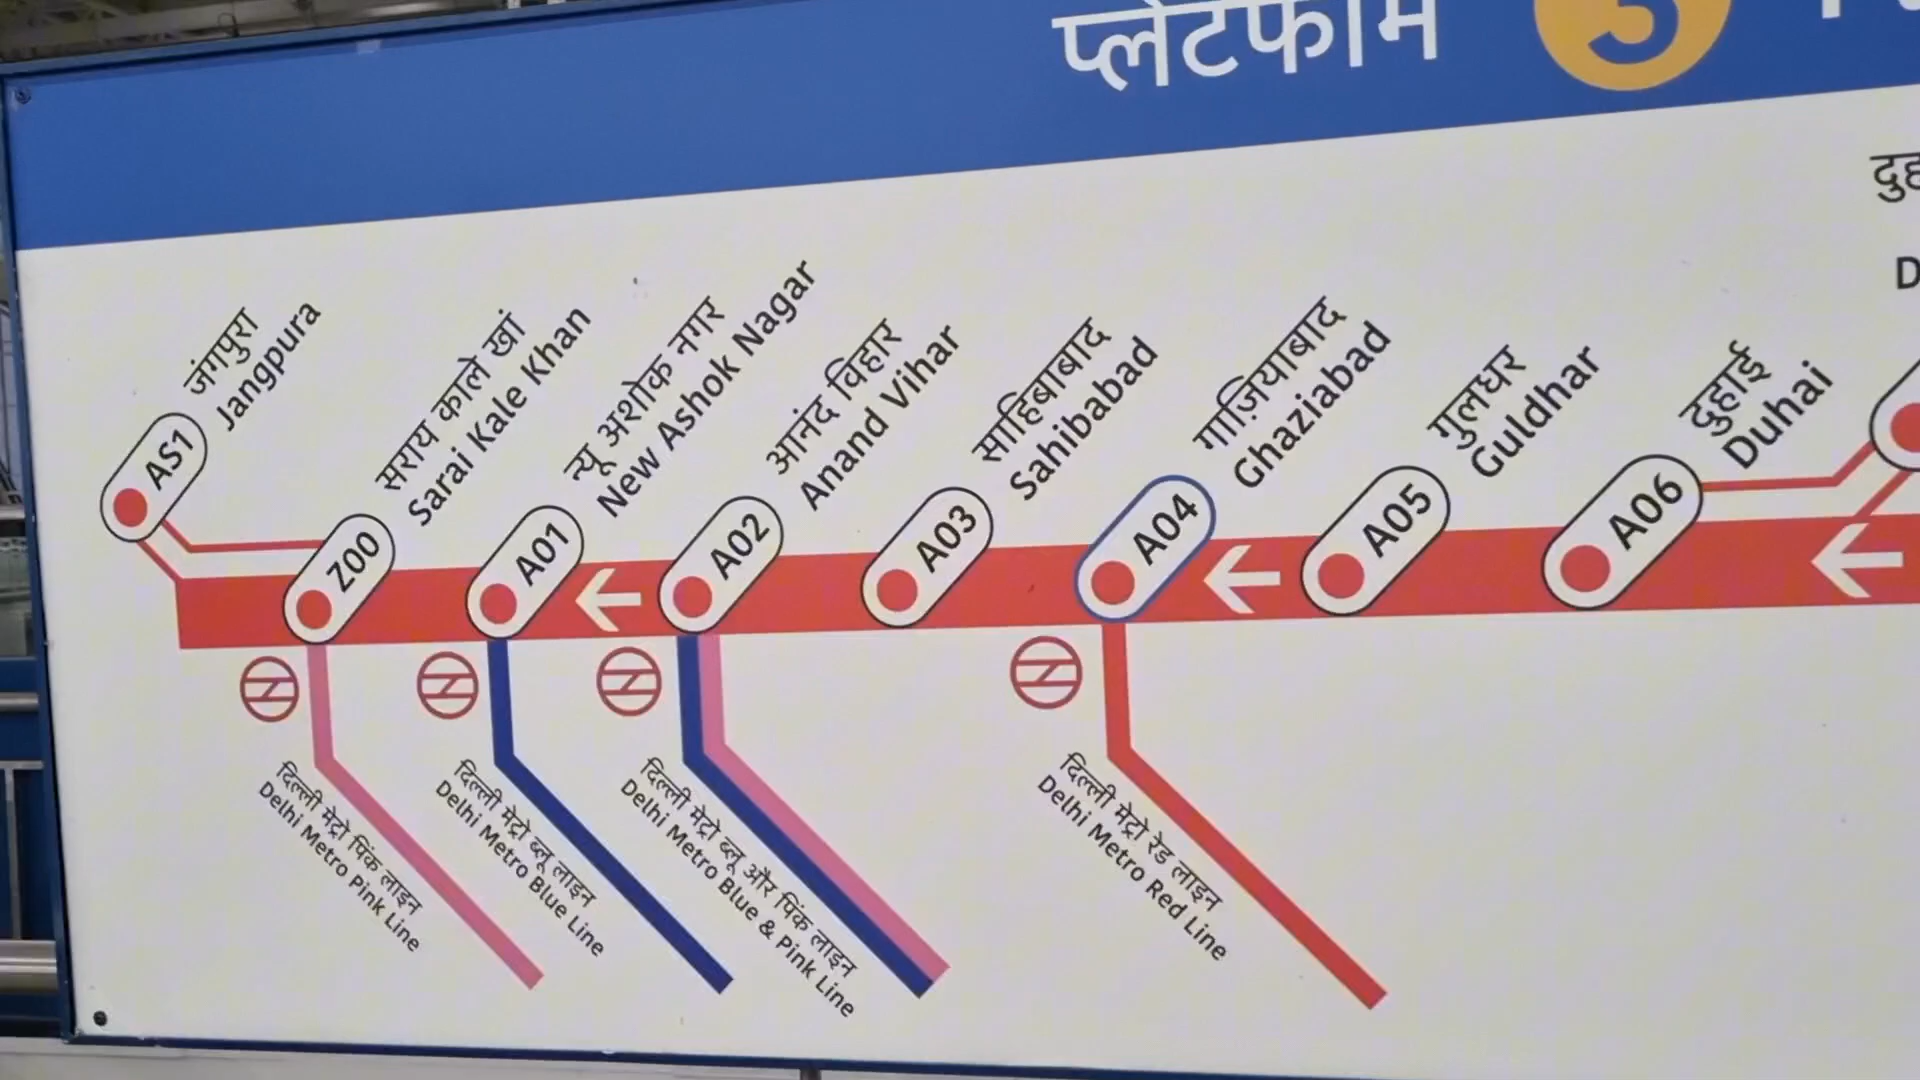 प्लेटफार्म 3
जंगपुरा
Jangpura
AS1
सराय काले खां
Sarai Kale Khan
Z00
न्यू अशोक नगर
New Ashok Nagar
A01
आनंद विहार
Anand Vihar
A02
साहिबाबाद
Sahibabad
A03
गाज़ियाबाद
Ghaziabad
A04
गुलधर
Guldhar
A05
दुहाई
Duhai
A06
दिल्ली मेट्रो पिंक लाइन
Delhi Metro Pink Line
दिल्ली मेट्रो ब्लू लाइन
Delhi Metro Blue Line
दिल्ली मेट्रो ब्लू और पिंक लाइन
Delhi Metro Blue & Pink Line
दिल्ली मेट्रो रेड लाइन
Delhi Metro Red Line